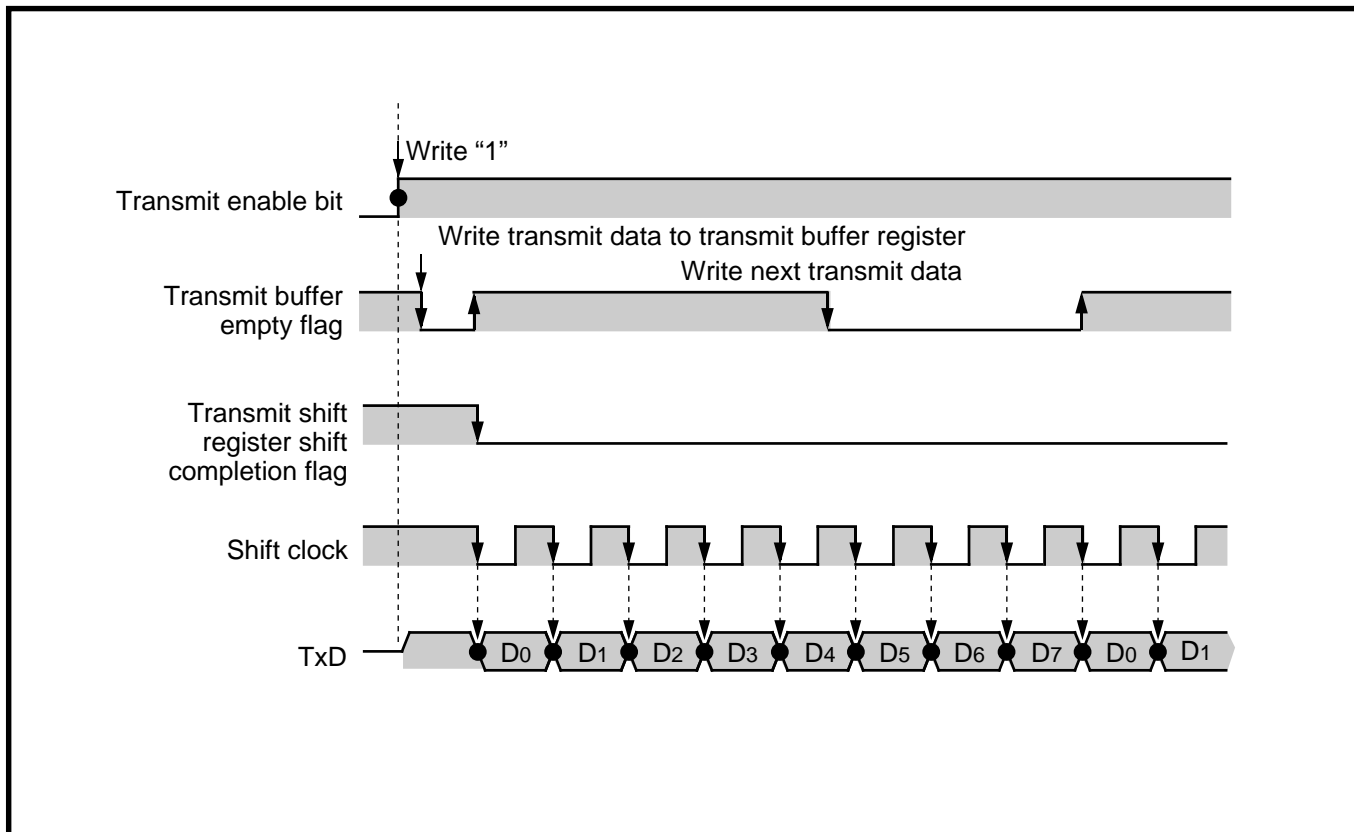 Write “1”
Transmit enable bit
Write transmit data to transmit buffer register
Write next transmit data
Transmit buffer
empty flag
Transmit shift
register shift
completion flag
Shift clock
TxD
D0 D1 D2 D3 D4 D5 D6 D7 D0 D1